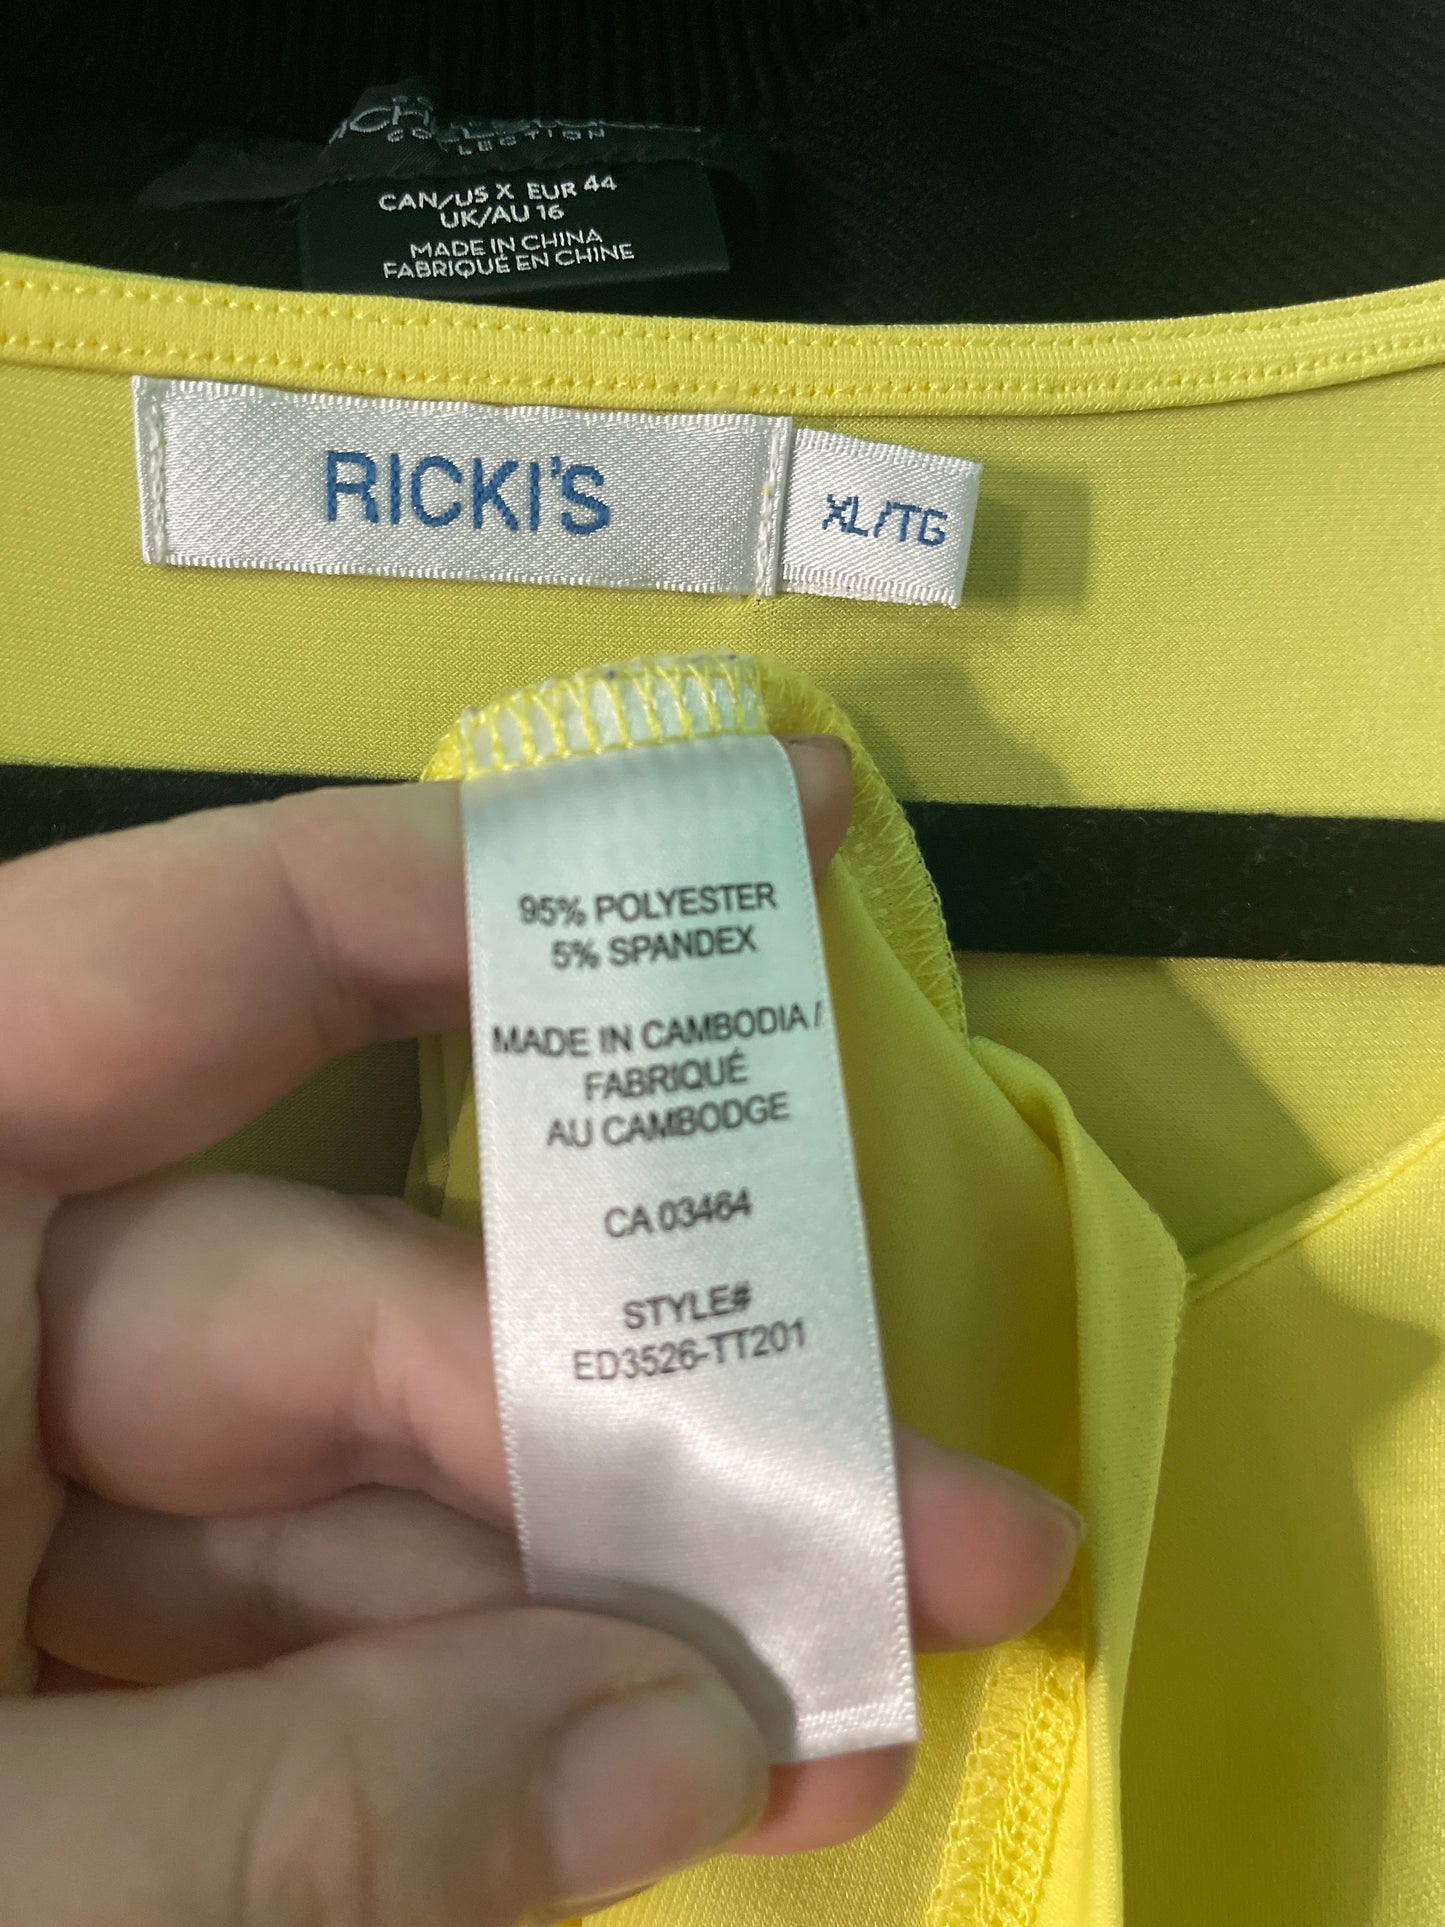 COLLECTION
CAN/US X EUR 44
UK/AU 16
MADE IN CHINA
FABRIQUÉ EN CHINE
RICKI'S
XL/TG
95% POLYESTER
5% SPANDEX
MADE IN CAMBODIA /
FABRIQUÉ
AU CAMBODGE
CA 03464
STYLE#
ED3526-TT201